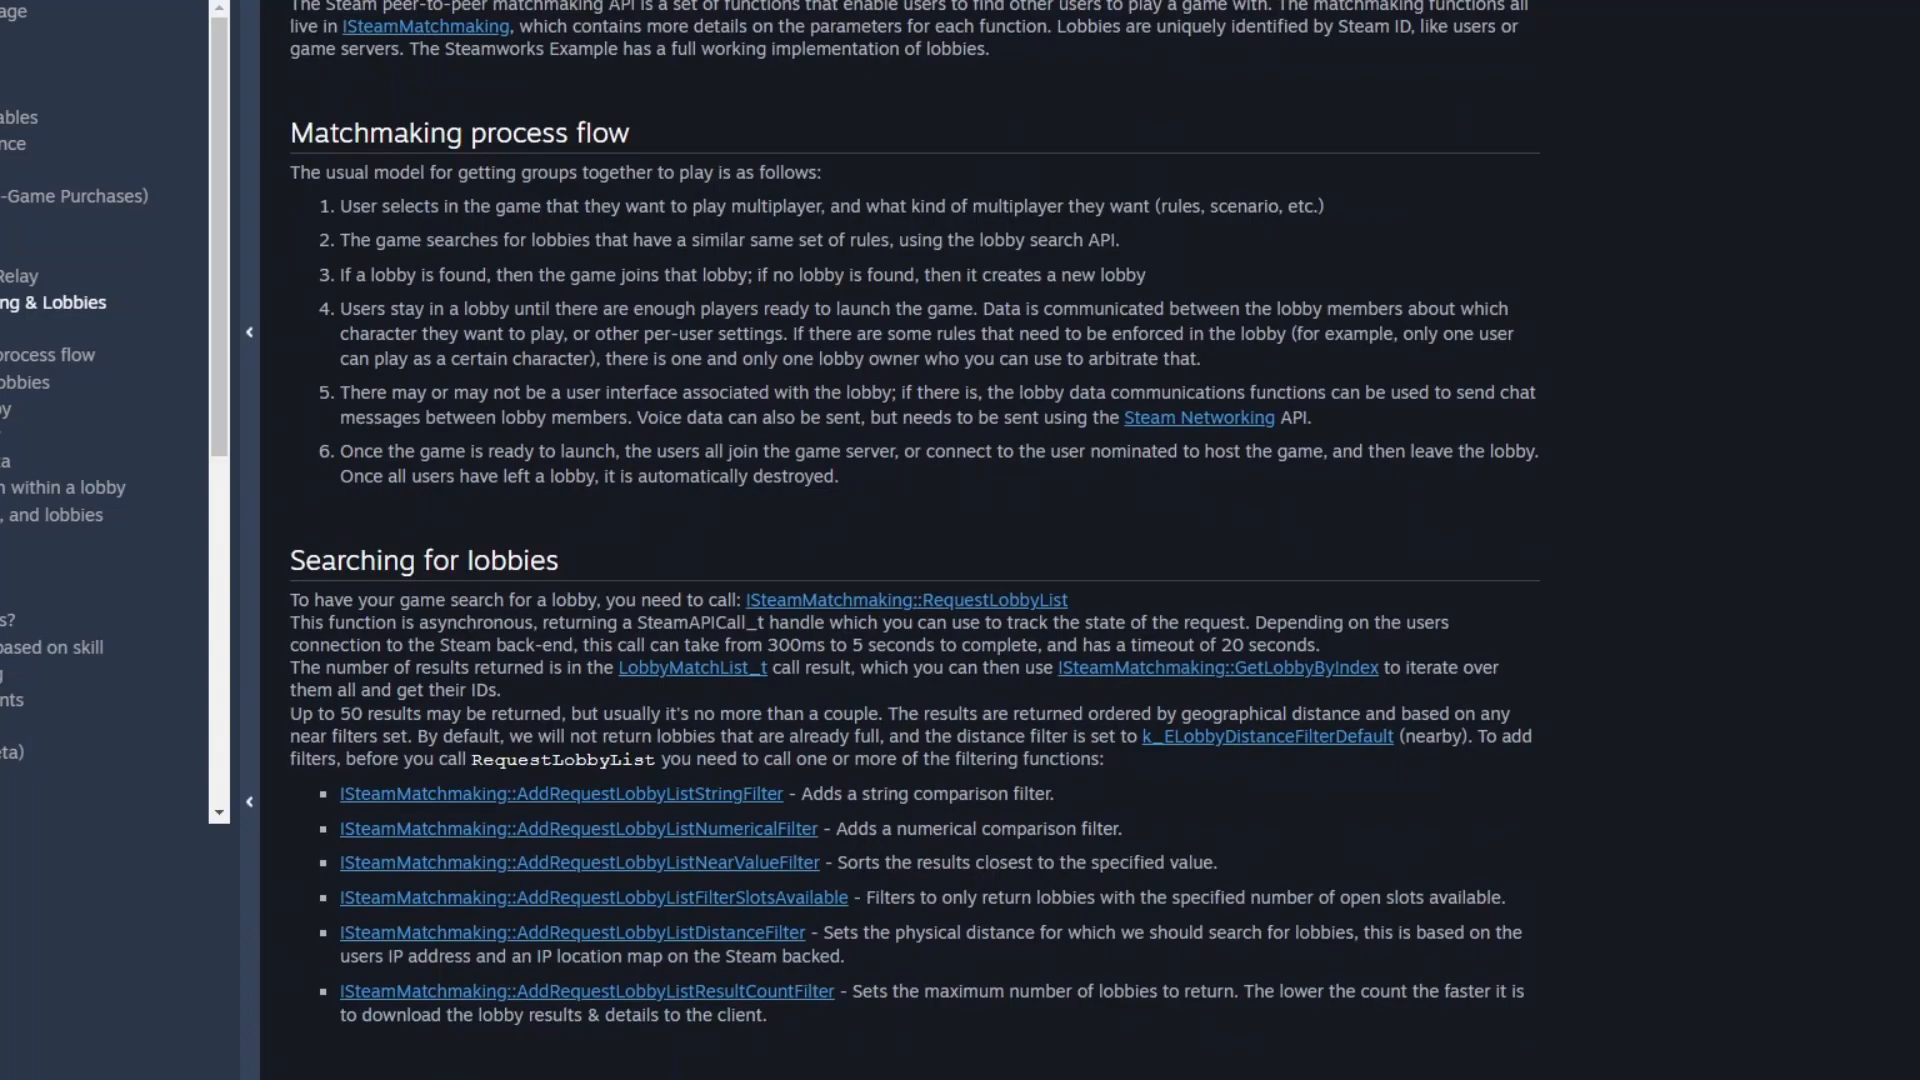 age
ables
nce
-Game Purchases)
Relay
ng & Lobbies
process flow
obbies
by
a
n within a lobby
, and lobbies
s?
based on skill
g
nts
eta)
The Steam peer-to-peer matchmaking API is a set of functions that enable users to find other users to play a game with. The matchmaking functions all
live in ISteamMatchmaking, which contains more details on the parameters for each function. Lobbies are uniquely identified by Steam ID, like users or
game servers. The Steamworks Example has a full working implementation of lobbies.
Matchmaking process flow
The usual model for getting groups together to play is as follows:
1. User selects in the game that they want to play multiplayer, and what kind of multiplayer they want (rules, scenario, etc.)
2. The game searches for lobbies that have a similar same set of rules, using the lobby search API.
3. If a lobby is found, then the game joins that lobby; if no lobby is found, then it creates a new lobby
4. Users stay in a lobby until there are enough players ready to launch the game. Data is communicated between the lobby members about which
character they want to play, or other per-user settings. If there are some rules that need to be enforced in the lobby (for example, only one user
can play as a certain character), there is one and only one lobby owner who you can use to arbitrate that.
5. There may or may not be a user interface associated with the lobby; if there is, the lobby data communications functions can be used to send chat
messages between lobby members. Voice data can also be sent, but needs to be sent using the Steam Networking API.
6. Once the game is ready to launch, the users all join the game server, or connect to the user nominated to host the game, and then leave the lobby.
Once all users have left a lobby, it is automatically destroyed.
Searching for lobbies
To have your game search for a lobby, you need to call: ISteamMatchmaking::RequestLobbyList
This function is asynchronous, returning a SteamAPICall_t handle which you can use to track the state of the request. Depending on the users
connection to the Steam back-end, this call can take from 300ms to 5 seconds to complete, and has a timeout of 20 seconds.
The number of results returned is in the LobbyMatchList_t call result, which you can then use ISteamMatchmaking::GetLobbyByIndex to iterate over
them all and get their IDs.
Up to 50 results may be returned, but usually it's no more than a couple. The results are returned ordered by geographical distance and based on any
near filters set. By default, we will not return lobbies that are already full, and the distance filter is set to k_ELobbyDistanceFilterDefault (nearby). To add
filters, before you call RequestLobbyList you need to call one or more of the filtering functions:
▪ ISteamMatchmaking::AddRequestLobbyListStringFilter - Adds a string comparison filter.
▪ ISteamMatchmaking::AddRequestLobbyListNumericalFilter - Adds a numerical comparison filter.
▪ ISteamMatchmaking::AddRequestLobbyListNearValueFilter - Sorts the results closest to the specified value.
▪ ISteamMatchmaking::AddRequestLobbyListFilterSlotsAvailable - Filters to only return lobbies with the specified number of open slots available.
▪ ISteamMatchmaking::AddRequestLobbyListDistanceFilter - Sets the physical distance for which we should search for lobbies, this is based on the
users IP address and an IP location map on the Steam backed.
▪ ISteamMatchmaking::AddRequestLobbyListResultCountFilter - Sets the maximum number of lobbies to return. The lower the count the faster it is
to download the lobby results & details to the client.